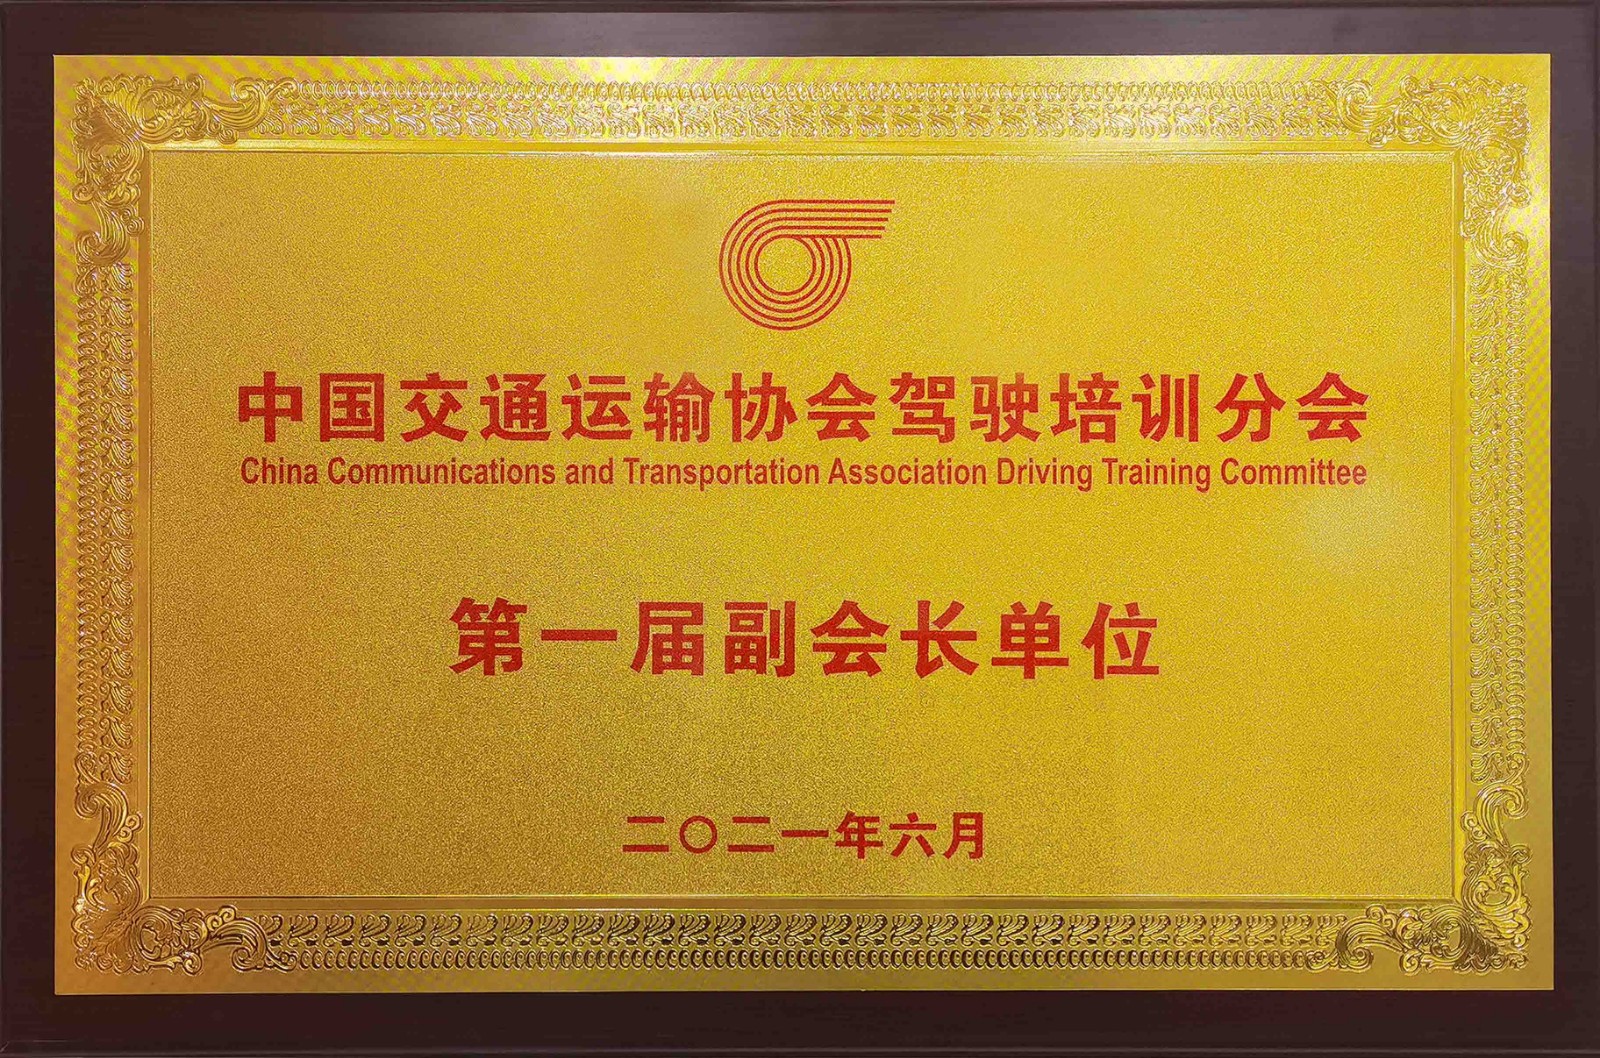 中国交通运输协会驾驶培训分会
China Communications and Transportation Association Driving Training Committee
第一届副会长单位
二〇二一年六月